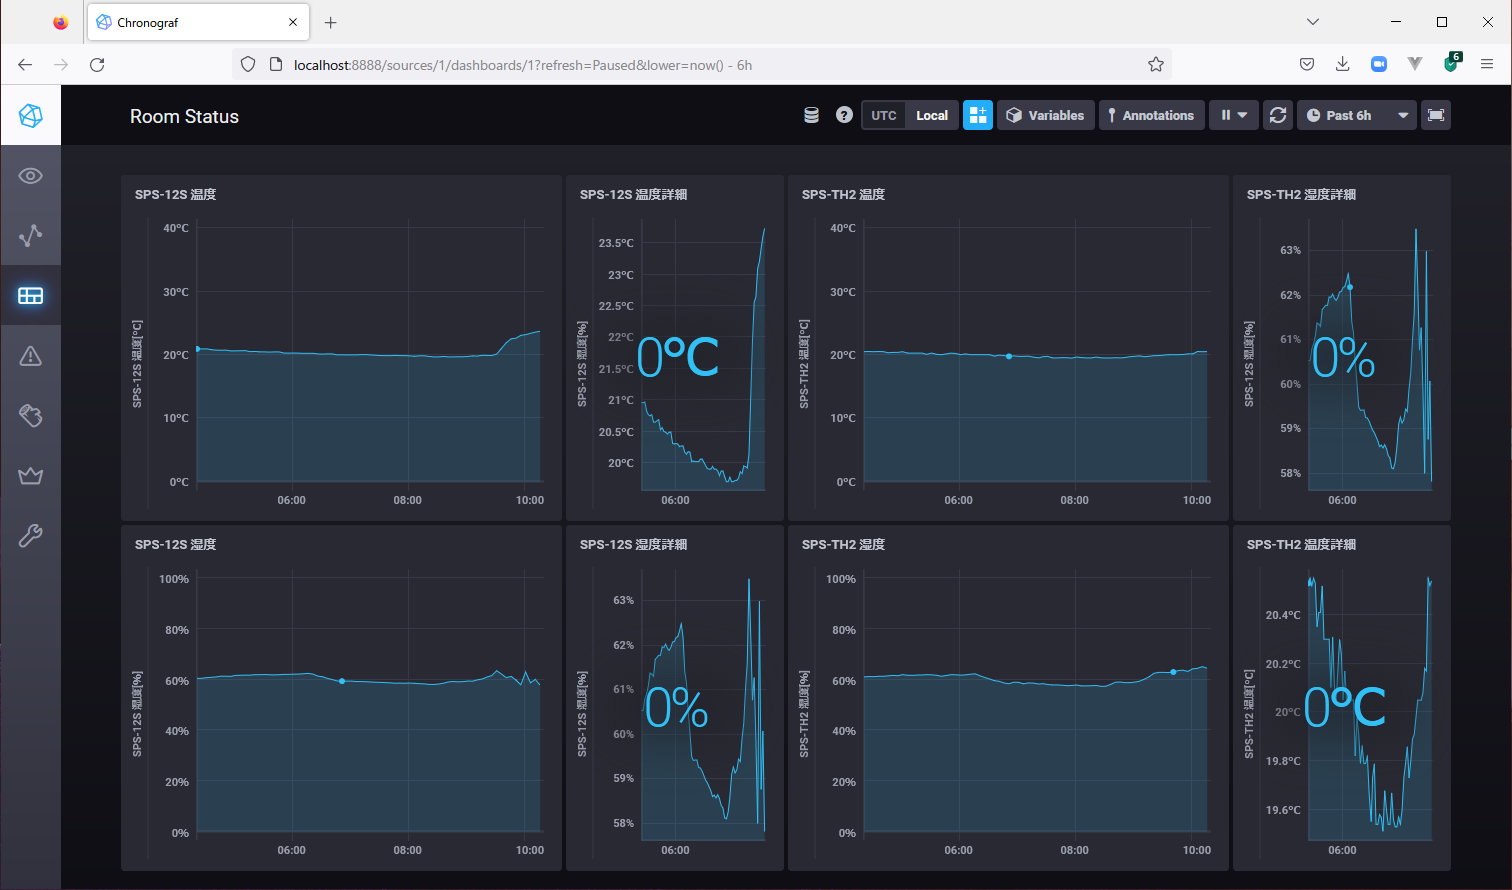 Chronograf
localhost:8888/sources/1/dashboards/1?refresh=Paused&lower=now() - 6h
6
Room Status
?
UTC
Local
Variables
Annotations
Past 6h
SPS-12S 温度
SPS-12S 温度[°C]
40°C
30°C
20°C
10°C
0°C
06:00
08:00
10:00
SPS-12S 温度詳細
SPS-12S 湿度[%]
23.5°C
23°C
22.5°C
22°C
21.5°C
21°C
20.5°C
20°C
0°C
06:00
SPS-TH2 温度
SPS-TH2 温度[°C]
40°C
30°C
20°C
10°C
0°C
06:00
08:00
10:00
SPS-TH2 湿度詳細
SPS-12S 湿度[%]
63%
62%
61%
60%
59%
58%
0%
06:00
SPS-12S 湿度
SPS-12S 湿度[%]
100%
80%
60%
40%
20%
0%
06:00
08:00
10:00
SPS-12S 湿度詳細
SPS-12S 湿度[%]
63%
62%
61%
60%
59%
58%
0%
06:00
SPS-TH2 湿度
SPS-TH2 湿度[%]
100%
80%
60%
40%
20%
0%
06:00
08:00
10:00
SPS-TH2 温度詳細
SPS-TH2 温度[°C]
20.4°C
20.2°C
20°C
19.8°C
19.6°C
0°C
06:00